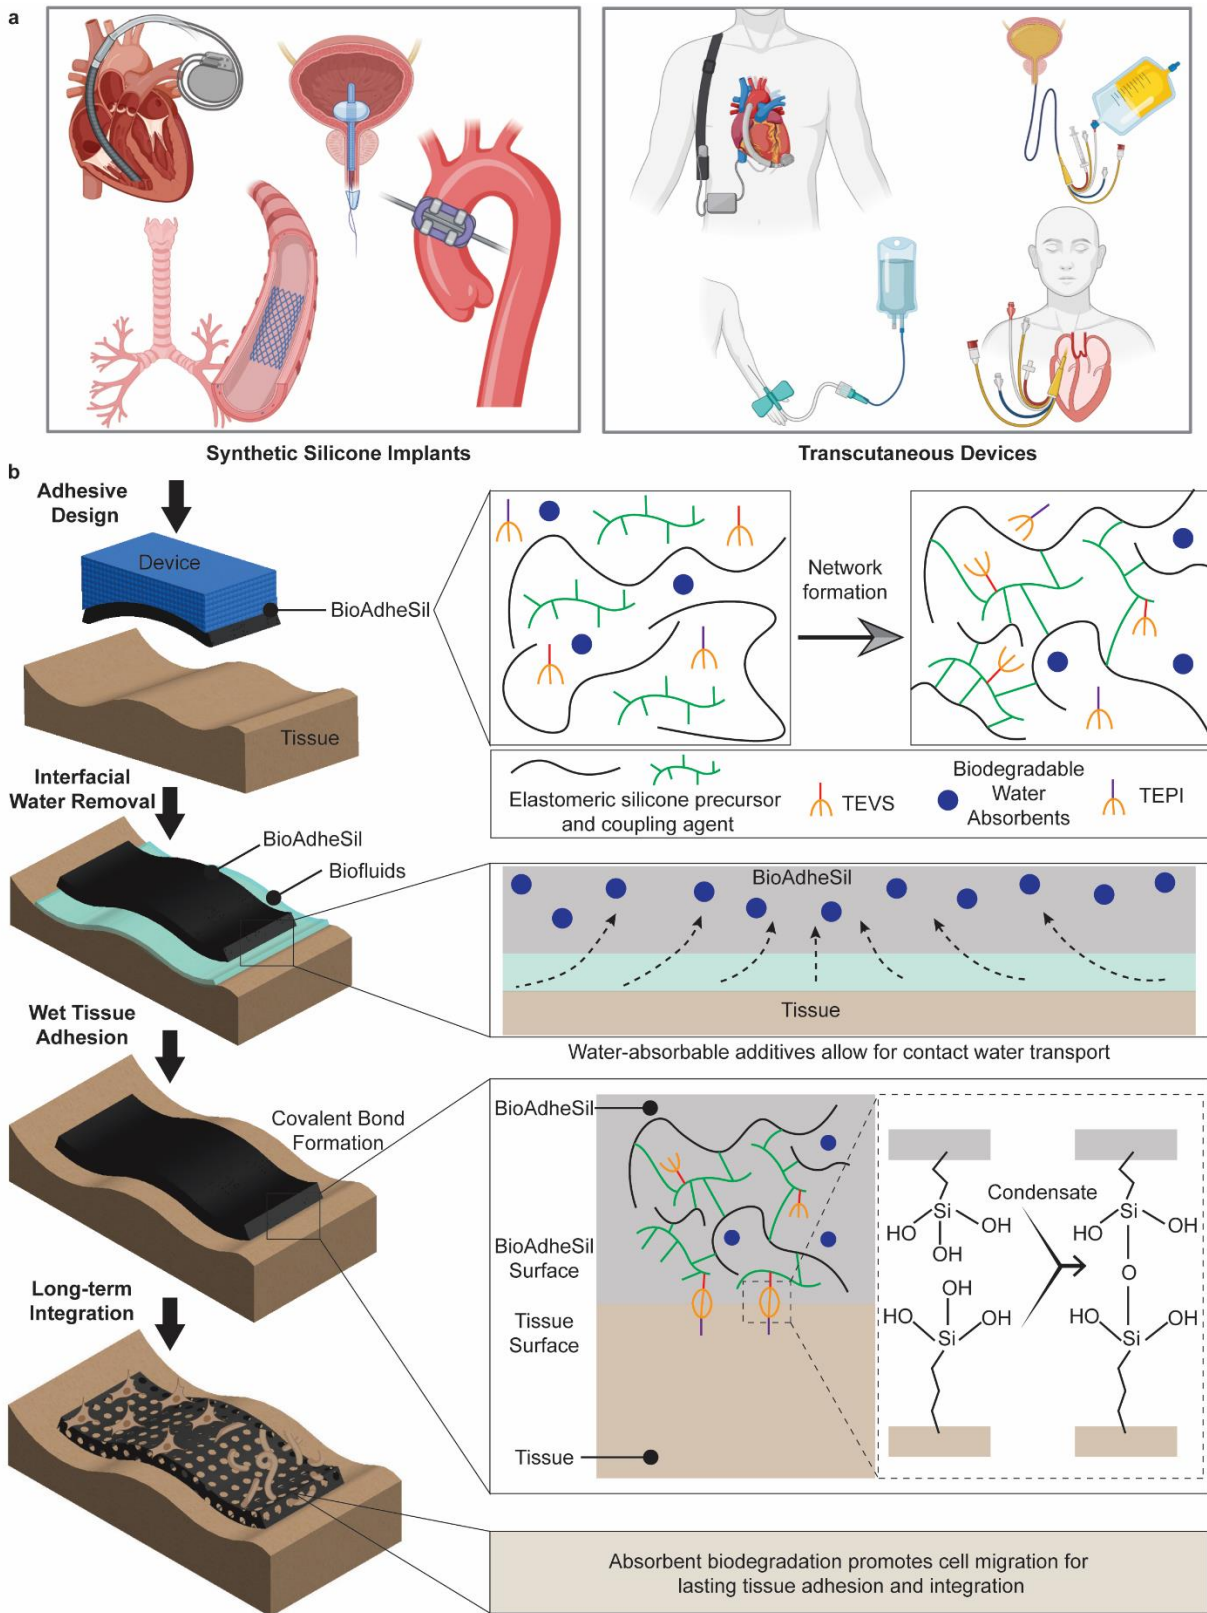 a
Synthetic Silicone Implants
Transcutaneous Devices
b
Adhesive
Design
Device
BioAdheSil
Tissue
Network
formation
Elastomeric silicone precursor
and coupling agent
TEVS
Biodegradable
Water
Absorbents
TEPI
Interfacial
Water Removal
BioAdheSil
Biofluids
BioAdheSil
Tissue
Water-absorbable additives allow for contact water transport
Wet Tissue
Adhesion
Covalent Bond
Formation
BioAdheSil
BioAdheSil
Surface
Tissue
Surface
Tissue
Si
HO
OH
OH
OH
HO
OH
Si
Condensate
Si
HO
OH
O
HO
OH
Si
Long-term
Integration
Absorbent biodegradation promotes cell migration for
lasting tissue adhesion and integration